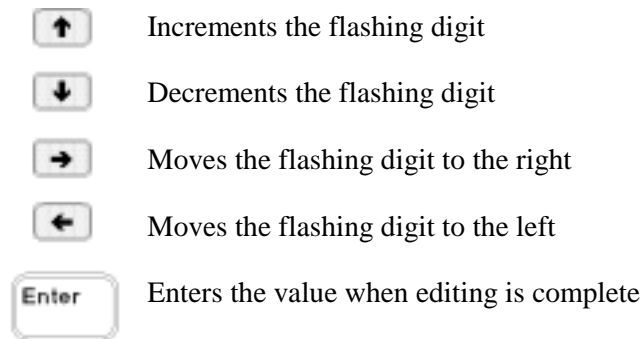 Increments the flashing digit
Decrements the flashing digit
Moves the flashing digit to the right
Moves the flashing digit to the left
Enter Enters the value when editing is complete